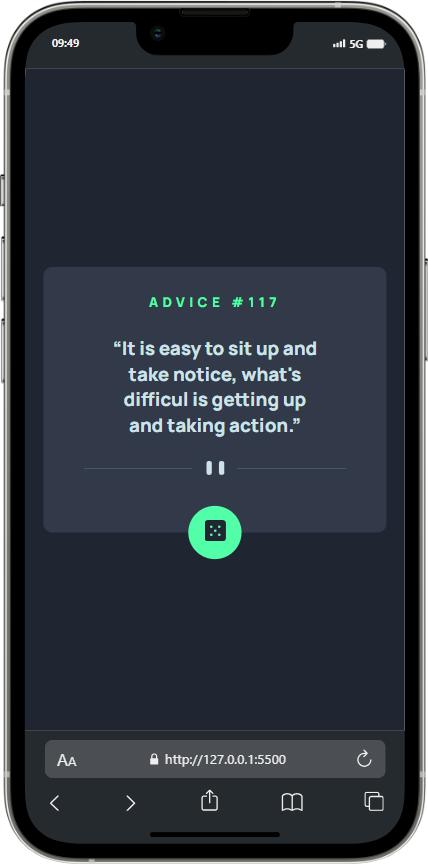 09:49
5G
ADVICE #117
“It is easy to sit up and
take notice, what's
difficul is getting up
and taking action.”
AA
http://127.0.0.1:5500